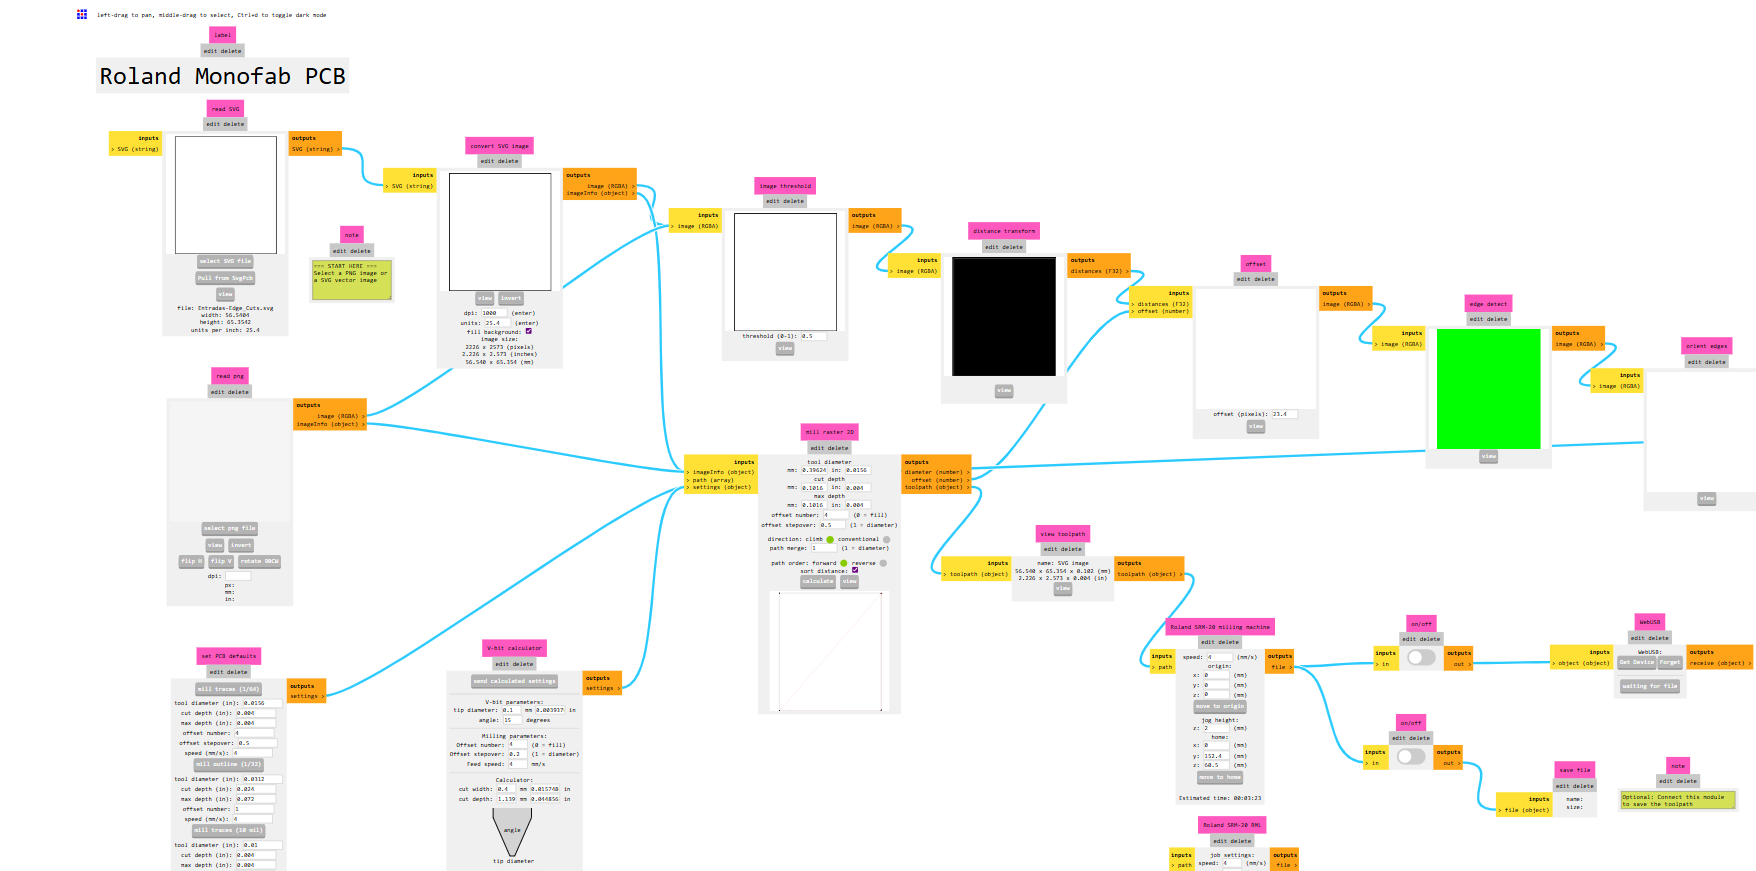 left-drag to pan, middle-drag to select, Ctrl+d to toggle dark mode
label
edit delete
Roland Monofab PCB
read SVG
edit delete
inputs
> SVG (string)
outputs
SVG (string) >
select SVG file
Pull from SvgPcb
view
file: Entradas-Edge_Cuts.svg
width: 56.5404
height: 65.3542
units per inch: 25.4
note
edit delete
=== START HERE ===
Select a PNG image or
a SVG vector image
convert SVG image
edit delete
inputs
> SVG (string)
outputs
image (RGBA) >
imageInfo (object) >
view invert
dpi: 1000 (enter)
units: 25.4 (enter)
fill background:
image size:
2226 x 2573 (pixels)
2.226 x 2.573 (inches)
56.540 x 65.354 (mm)
image threshold
edit delete
inputs
> image (RGBA)
outputs
image (RGBA) >
threshold (0-1): 0.5
view
distance transform
edit delete
inputs
> image (RGBA)
outputs
distances (F32) >
view
offset
edit delete
inputs
> distances (F32)
> offset (number)
outputs
image (RGBA) >
offset (pixels): 23.4
view
edge detect
edit delete
inputs
> image (RGBA)
outputs
image (RGBA) >
view
orient edges
edit delete
inputs
> image (RGBA)
view
read png
edit delete
outputs
image (RGBA) >
imageInfo (object) >
select png file
view invert
flip H flip V rotate 90CW
dpi:
px:
mm:
in:
mill raster 2D
edit delete
inputs
> imageInfo (object)
> path (array)
> settings (object)
outputs
diameter (number) >
offset (number) >
toolpath (object) >
tool diameter
mm: 0.39624 in: 0.0156
cut depth
mm: 0.1016 in: 0.004
max depth
mm: 0.1016 in: 0.004
offset number: 4 (0 = fill)
offset stepover: 0.5 (1 = diameter)
direction: climb conventional
path merge: 1 (1 = diameter)
path order: forward reverse
sort distance:
calculate view
view toolpath
edit delete
inputs
> toolpath (object)
outputs
toolpath (object) >
name: SVG image
56.540 x 65.354 x 0.102 (mm)
2.226 x 2.573 x 0.004 (in)
view
set PCB defaults
edit delete
outputs
settings >
mill traces (1/64)
tool diameter (in): 0.0156
cut depth (in): 0.004
max depth (in): 0.004
offset number: 4
offset stepover: 0.5
speed (mm/s): 4
mill outline (1/32)
tool diameter (in): 0.0312
cut depth (in): 0.024
max depth (in): 0.072
offset number: 1
speed (mm/s): 4
mill traces (10 mil)
tool diameter (in): 0.01
cut depth (in): 0.004
max depth (in): 0.004
V-bit calculator
edit delete
outputs
settings >
send calculated settings
V-bit parameters:
tip diameter: 0.1 mm 0.003937 in
angle: 15 degrees
Milling parameters:
Offset number: 4 (0 = fill)
Offset stepover: 0.2 (1 = diameter)
Feed speed: 4 mm/s
Calculator:
cut width: 0.4 mm 0.015748 in
cut depth: 1.139 mm 0.044856 in
angle
tip diameter
Roland SRM-20 milling machine
edit delete
inputs
> path
outputs
file >
speed: 4 (mm/s)
origin:
x: 0 (mm)
y: 0 (mm)
z: 0 (mm)
move to origin
jog height:
z: 2 (mm)
home:
x: 0 (mm)
y: 152.4 (mm)
z: 60.5 (mm)
move to home
Estimated time: 00:03:23
Roland SRM-20 RML
edit delete
inputs
> path
outputs
file >
job settings:
speed: 4 (mm/s)
on/off
edit delete
inputs
> in
outputs
out >
on/off
edit delete
inputs
> in
outputs
out >
WebUSB
edit delete
inputs
> object (object)
outputs
receive (object) >
WebUSB:
Get Device Forget
waiting for file
save file
edit delete
inputs
> file (object)
name:
size:
note
edit delete
Optional: Connect this module
to save the toolpath